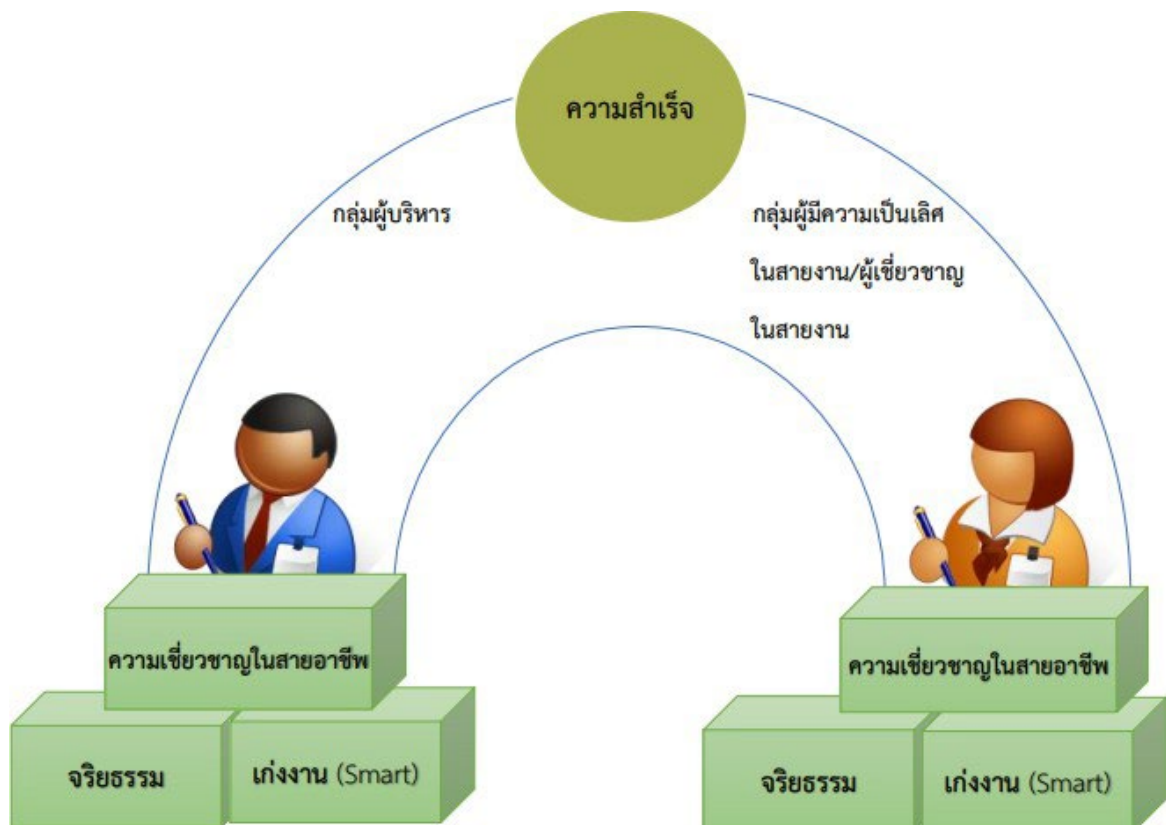 ความสำเร็จ
กลุ่มผู้บริหาร
กลุ่มผู้มีความเป็นเลิศ
ในสายงาน/ผู้เชี่ยวชาญ
ในสายงาน
ความเชี่ยวชาญในสายอาชีพ
จริยธรรม
เก่งงาน (Smart)
ความเชี่ยวชาญในสายอาชีพ
จริยธรรม
เก่งงาน (Smart)